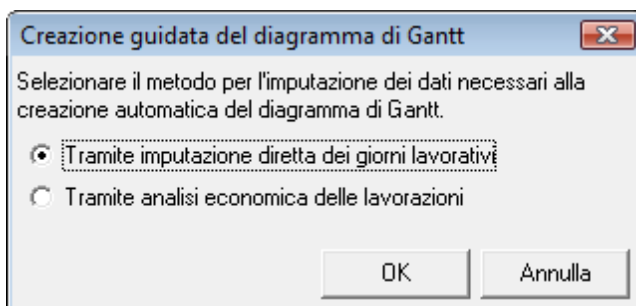 Creazione guidata del diagramma di Gantt
Selezionare il metodo per l'imputazione dei dati necessari alla
creazione automatica del diagramma di Gantt.
Tramite imputazione diretta dei giorni lavorativi
Tramite analisi economica delle lavorazioni
OK Annulla